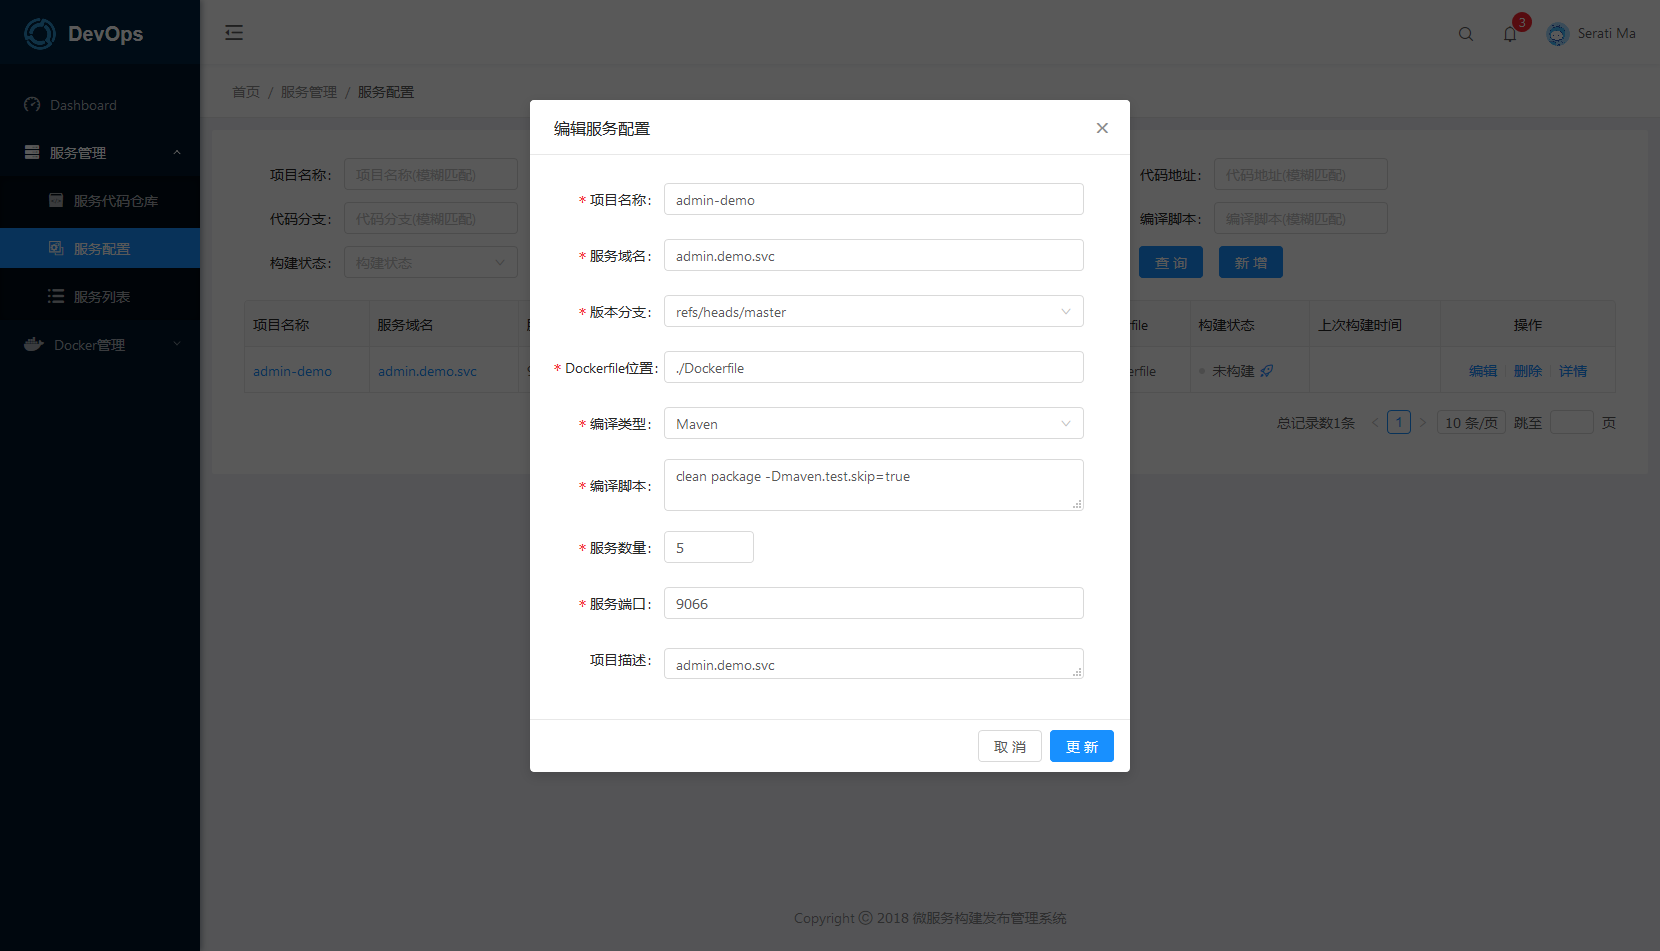 DevOps
3
Serati Ma
Dashboard
服务管理
服务代码仓库
服务配置
服务列表
Docker管理
首页 / 服务管理 / 服务配置
项目名称: 项目名称(模糊匹配)
代码地址: 代码地址(模糊匹配)
代码分支: 代码分支(模糊匹配)
编译脚本: 编译脚本(模糊匹配)
构建状态: 构建状态
查 询 新 增
项目名称 服务域名 构建状态 上次构建时间 操作
admin-demo admin.demo.svc 未构建 编辑 删除 详情
总记录数1条 < 1 > 10 条/页 跳至 页
编辑服务配置
* 项目名称: admin-demo
* 服务域名: admin.demo.svc
* 版本分支: refs/heads/master
* Dockerfile位置: ./Dockerfile
* 编译类型: Maven
* 编译脚本: clean package -Dmaven.test.skip=true
* 服务数量: 5
* 服务端口: 9066
项目描述: admin.demo.svc
取 消 更 新
Copyright © 2018 微服务构建发布管理系统